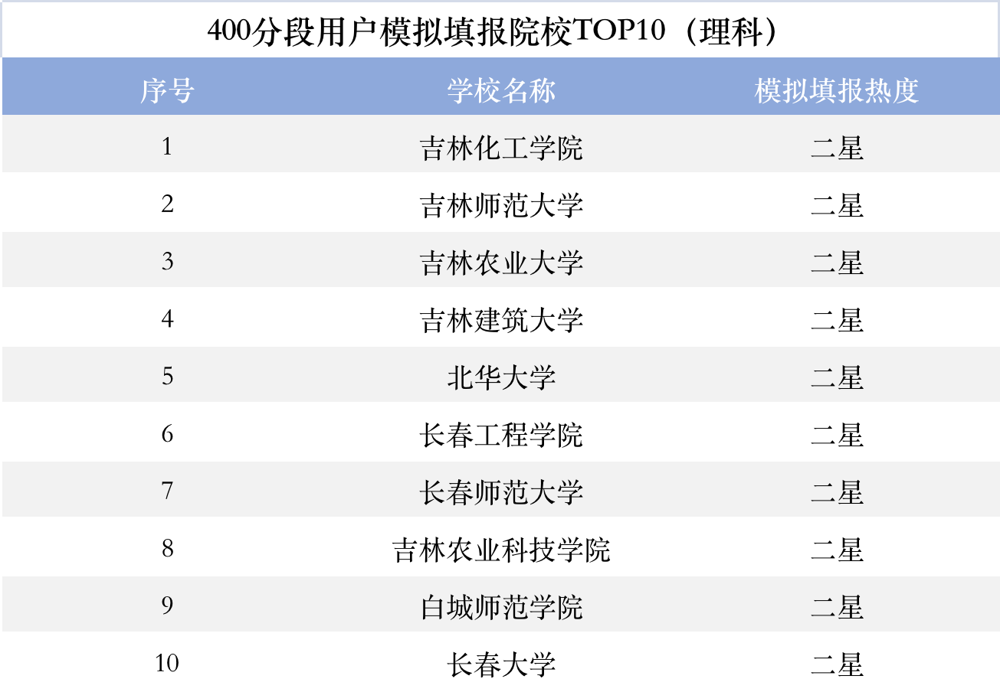 400分段用户模拟填报院校TOP10（理科）
序号 学校名称 模拟填报热度
1 吉林化工学院 二星
2 吉林师范大学 二星
3 吉林农业大学 二星
4 吉林建筑大学 二星
5 北华大学 二星
6 长春工程学院 二星
7 长春师范大学 二星
8 吉林农业科技学院 二星
9 白城师范学院 二星
10 长春大学 二星